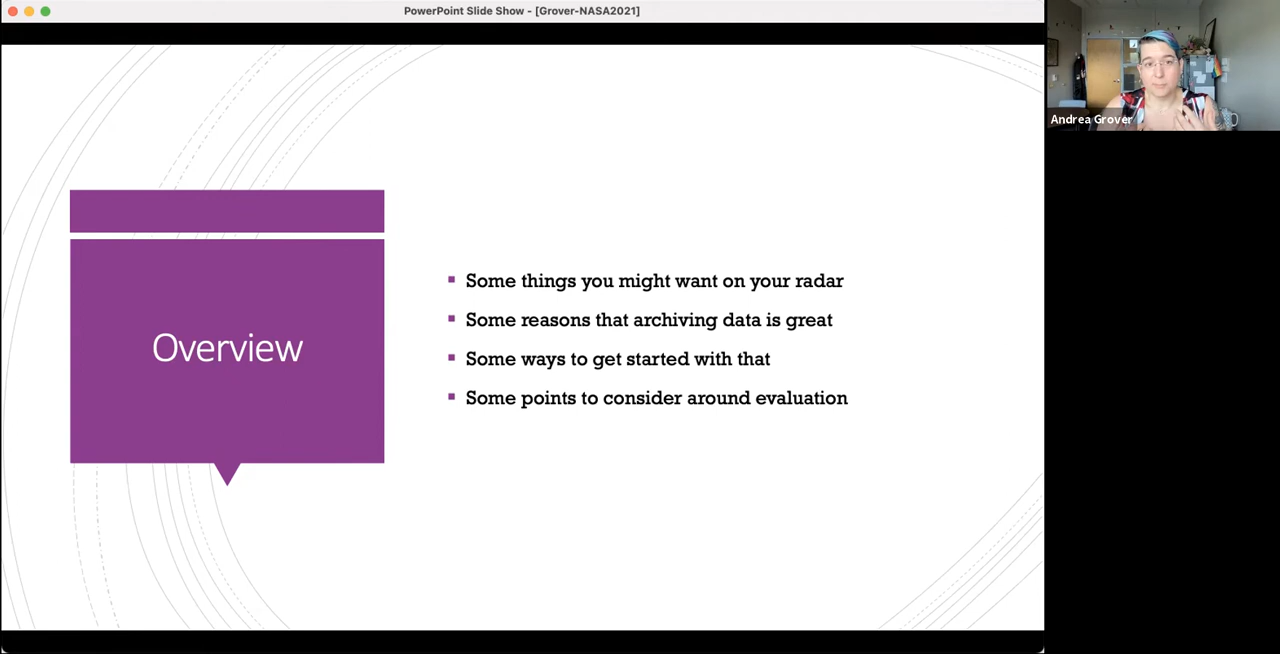 PowerPoint Slide Show - [Grover-NASA2021]
Andrea Grover
Overview
Some things you might want on your radar
Some reasons that archiving data is great
Some ways to get started with that
Some points to consider around evaluation